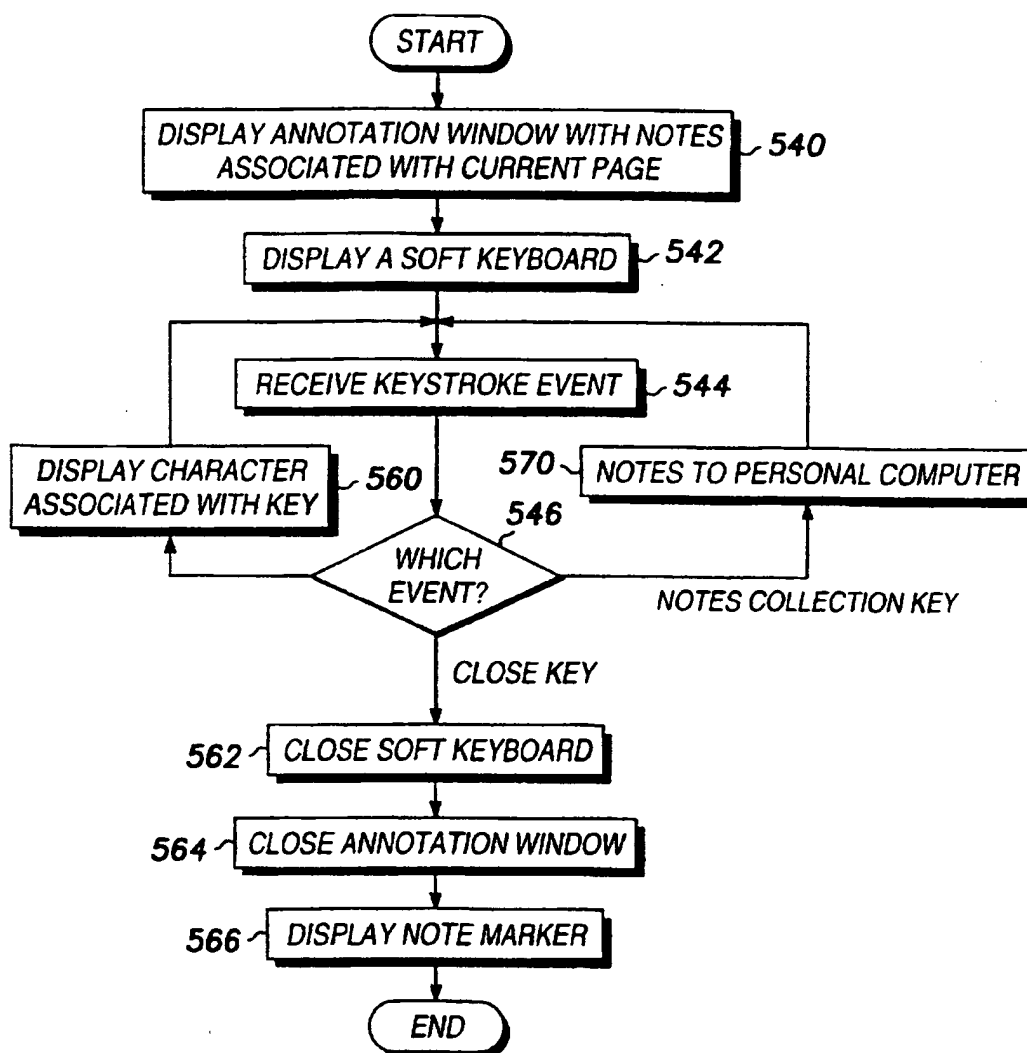 START
DISPLAY ANNOTATION WINDOW WITH NOTES
ASSOCIATED WITH CURRENT PAGE
540
DISPLAY A SOFT KEYBOARD
542
RECEIVE KEYSTROKE EVENT
544
DISPLAY CHARACTER
ASSOCIATED WITH KEY
560
570
NOTES TO PERSONAL COMPUTER
546
WHICH
EVENT?
NOTES COLLECTION KEY
CLOSE KEY
562
CLOSE SOFT KEYBOARD
564
CLOSE ANNOTATION WINDOW
566
DISPLAY NOTE MARKER
END